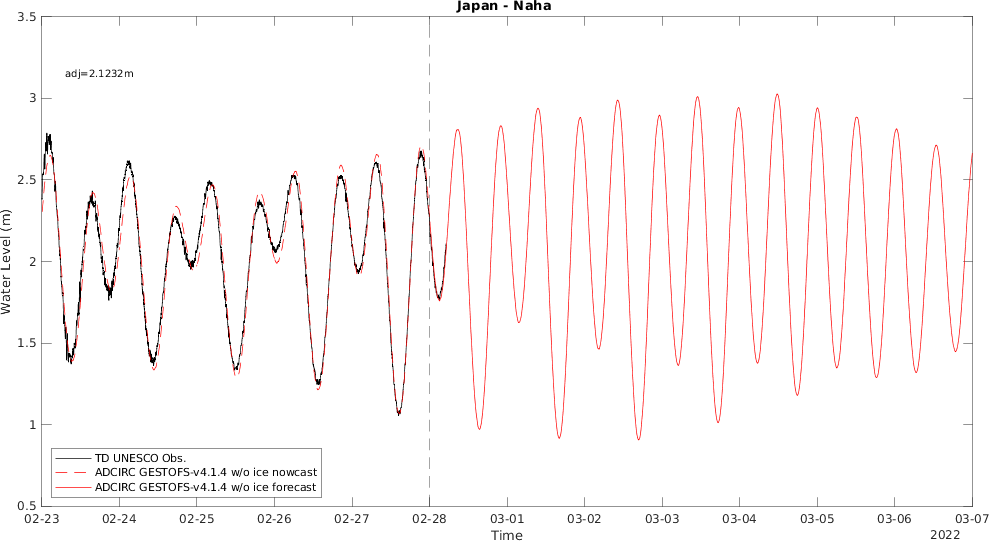 Japan - Naha
3.5
3
2.5
2
1.5
1
0.5
Water Level (m)
adj=2.1232m
TD UNESCO Obs.
ADCIRC GESTOFS-v4.1.4 w/o ice nowcast
ADCIRC GESTOFS-v4.1.4 w/o ice forecast
02-23 02-24 02-25 02-26 02-27 02-28 03-01 03-02 03-03 03-04 03-05 03-06 03-07
Time
2022